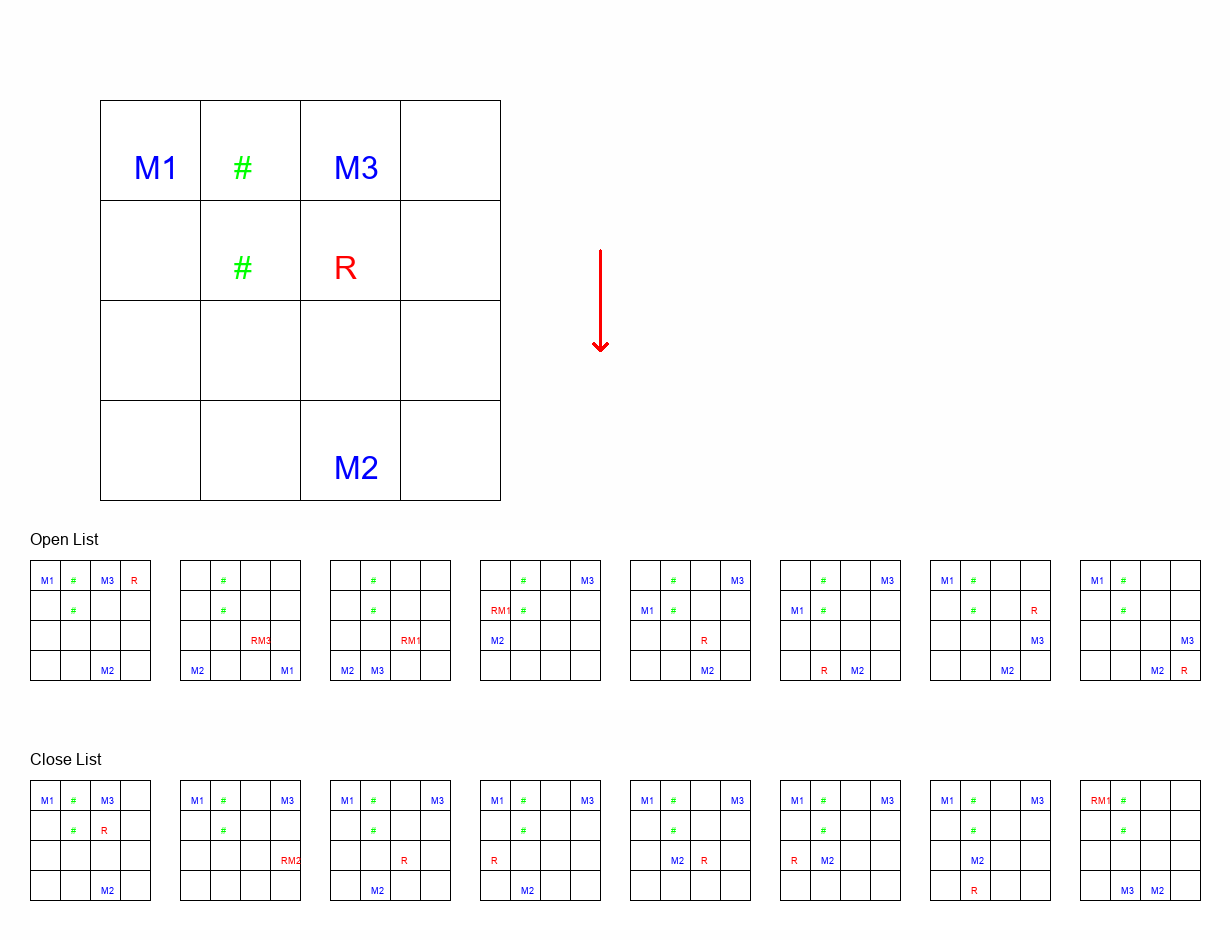 M1 # M3
# R
M2
Open List
M1 # M3 R # # # M3 # M3 # M3 M1 # M1 #
# # # RM1 # M1 # M1 # # R #
RM3 RM1 M2 R M3 M3
M2 M2 M1 M2 M3 M2 R M2 M2 M2 R
Close List
M1 # M3 M1 # M3 M1 # M3 M1 # M3 M1 # M3 M1 # M3 M1 # M3 RM1 #
# R # # # # # # #
RM2 R R M2 R R M2 M2
M2 M2 M2 R M3 M2